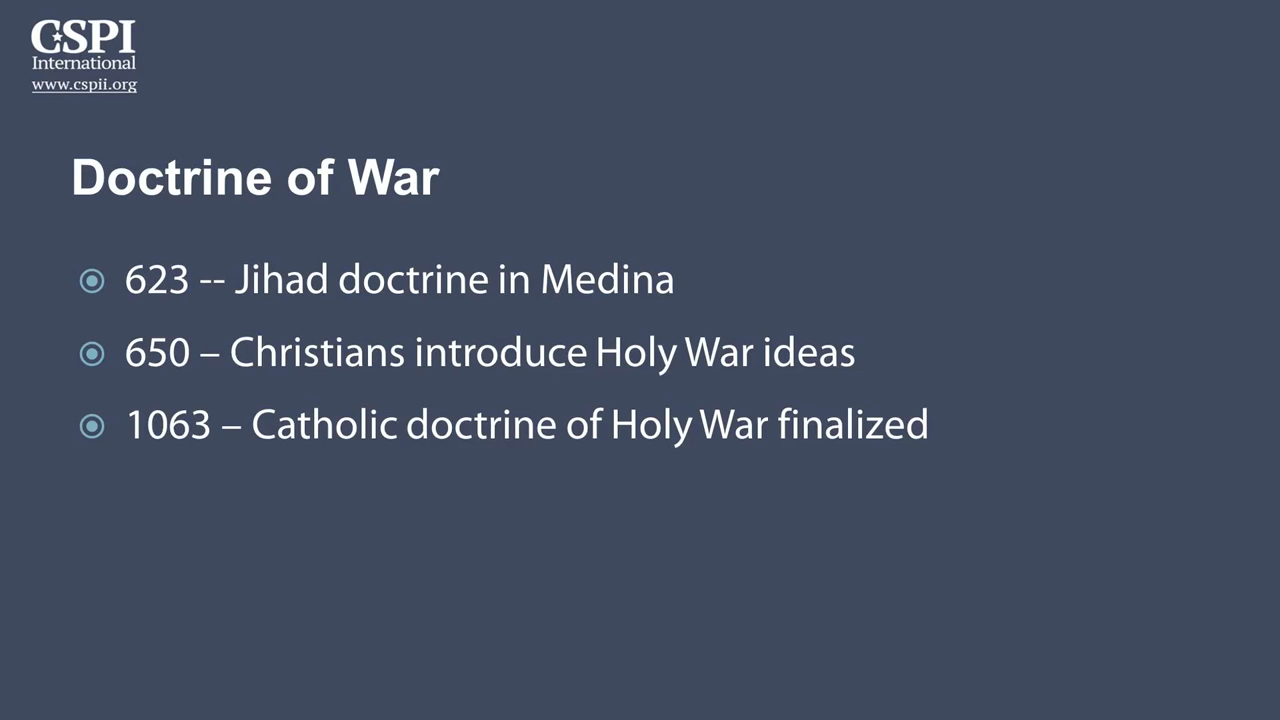 CSPI
International
www.cspii.org
Doctrine of War
623 -- Jihad doctrine in Medina
650 – Christians introduce Holy War ideas
1063 – Catholic doctrine of Holy War finalized